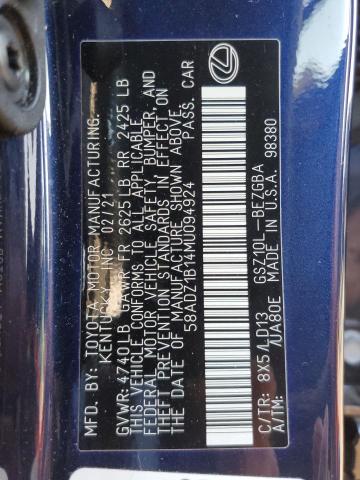 MFD. BY: TOYOTA MOTOR MANUFACTURING,
KENTUCKY, INC. 02/21
GVWR:4740LB GAWR: FR 2625 LB RR 2425 LB
THIS VEHICLE CONFORMS TO ALL APPLICABLE
FEDERAL MOTOR VEHICLE SAFETY, BUMPER, AND
THEFT PREVENTION STANDARDS IN EFFECT ON
THE DATE OF MANUFACTURE SHOWN ABOVE.
58ADZ1B14MU094924 PASS. CAR
GSZ10L-BEZGBA
C/TR: 8X5/LD13 MADE IN U.S.A. 98380
A/TM: /UA80E